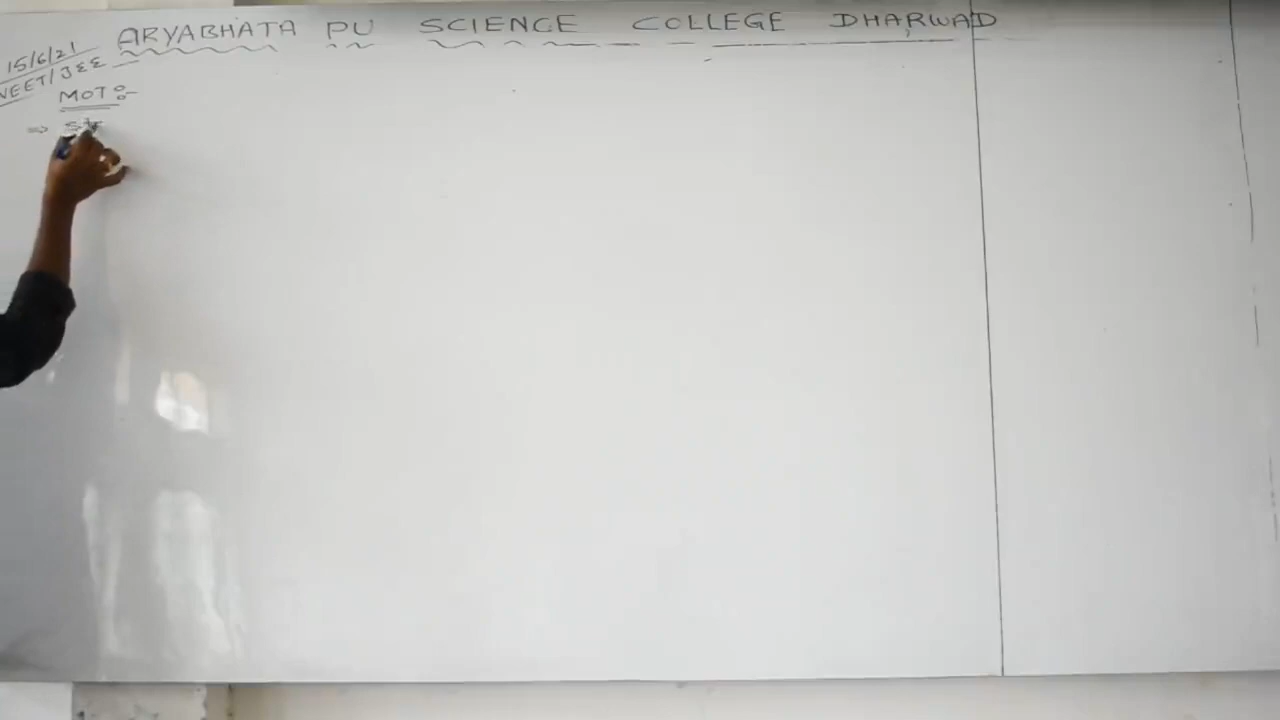 ARYABHATA PU SCIENCE COLLEGE DHARWAD
15/6/21
NEET/JEE
MOT :-
⇒